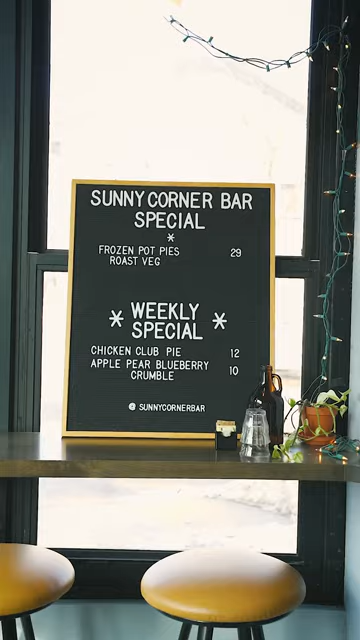 SUNNY CORNER BAR
SPECIAL
*
FROZEN POT PIES 29
ROAST VEG
* WEEKLY *
SPECIAL
CHICKEN CLUB PIE 12
APPLE PEAR BLUEBERRY 10
CRUMBLE
@ SUNNYCORNERBAR